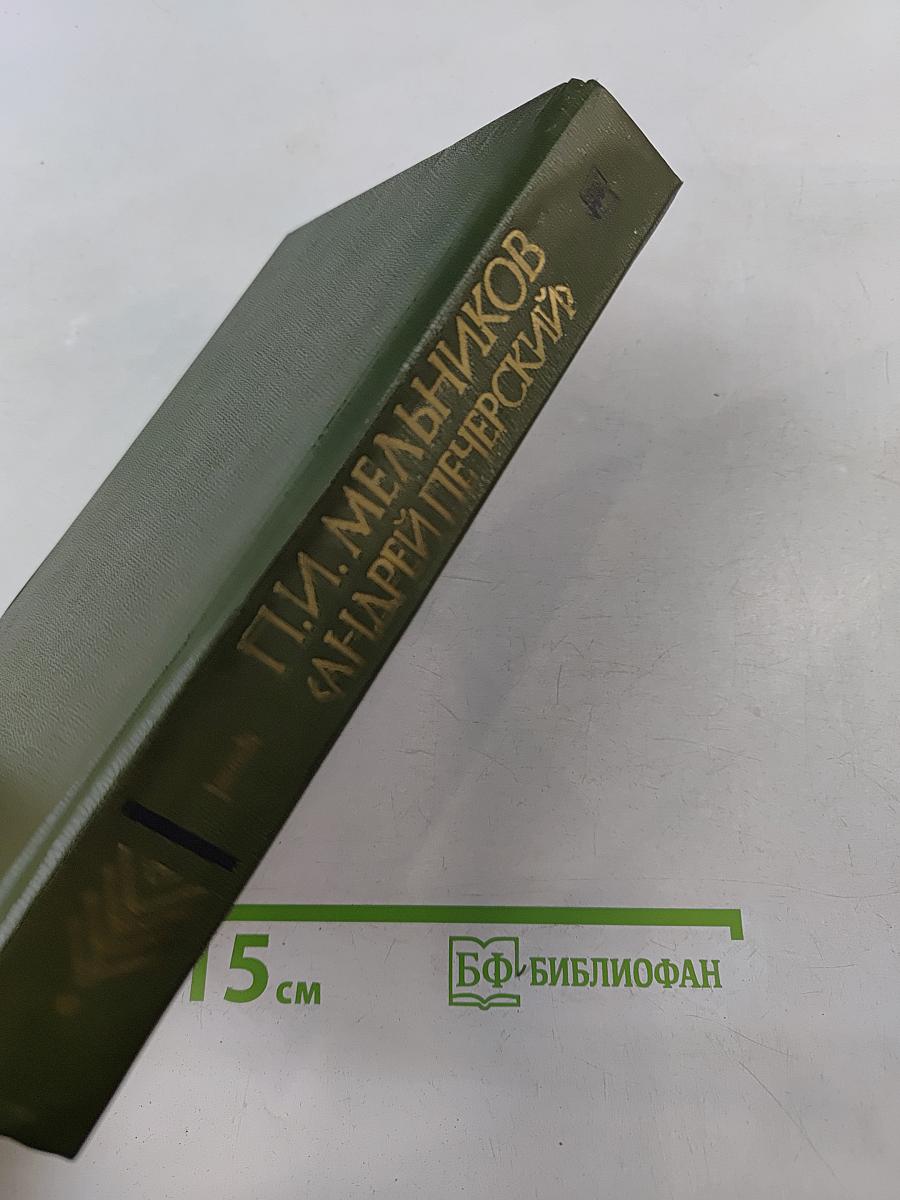 П.И. МЕЛЬНИКОВ
«АНДРЕЙ ПЕЧЕРСКИЙ»
15 см
БФ БИБЛИОФАН